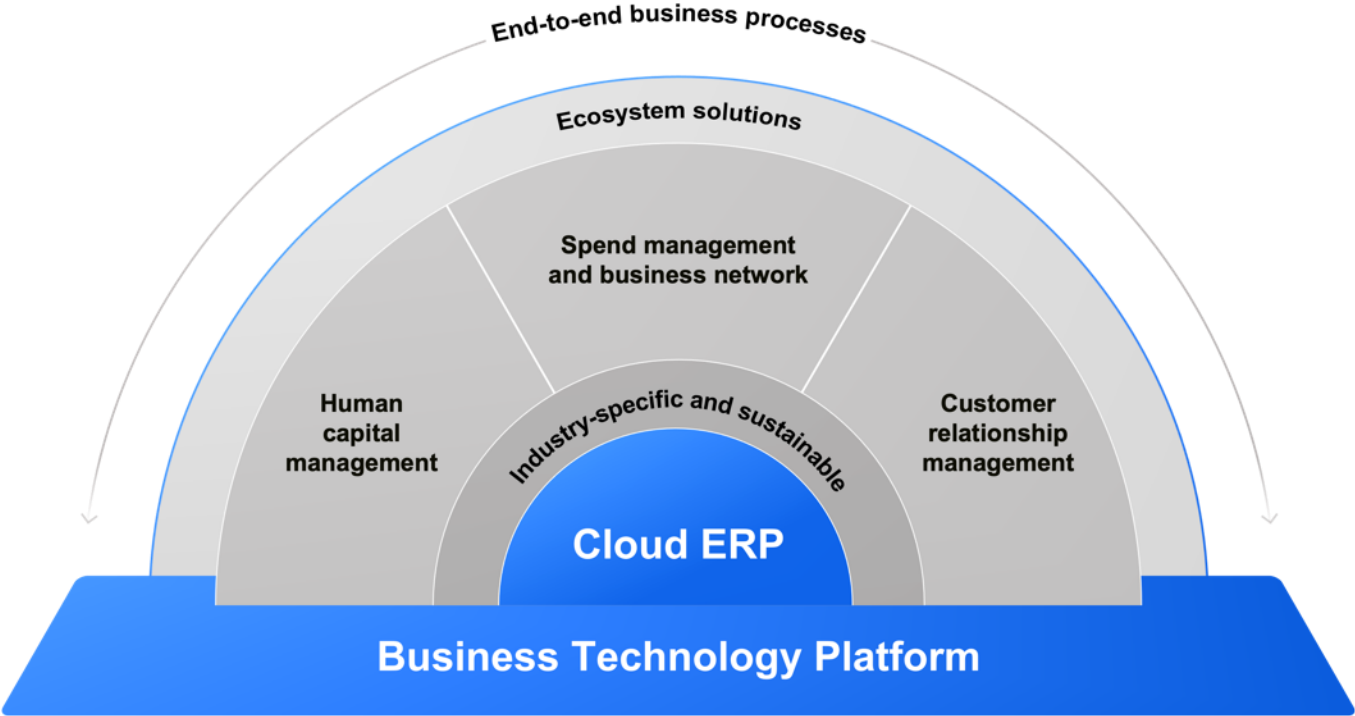 End-to-end business processes
Ecosystem solutions
Spend management
and business network
Human
capital
management
Customer
relationship
management
Industry-specific and sustainable
Cloud ERP
Business Technology Platform